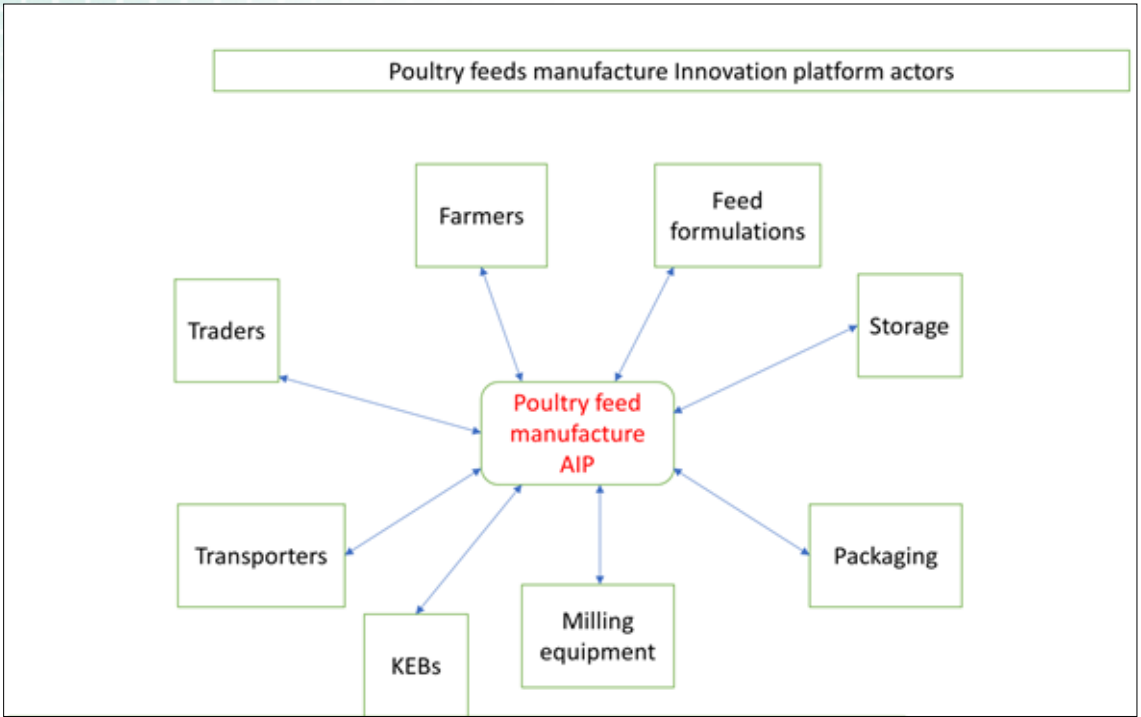 Poultry feeds manufacture Innovation platform actors
Farmers
Feed
formulations
Traders
Storage
Poultry feed
manufacture
AIP
Transporters
Packaging
KEBs
Milling
equipment